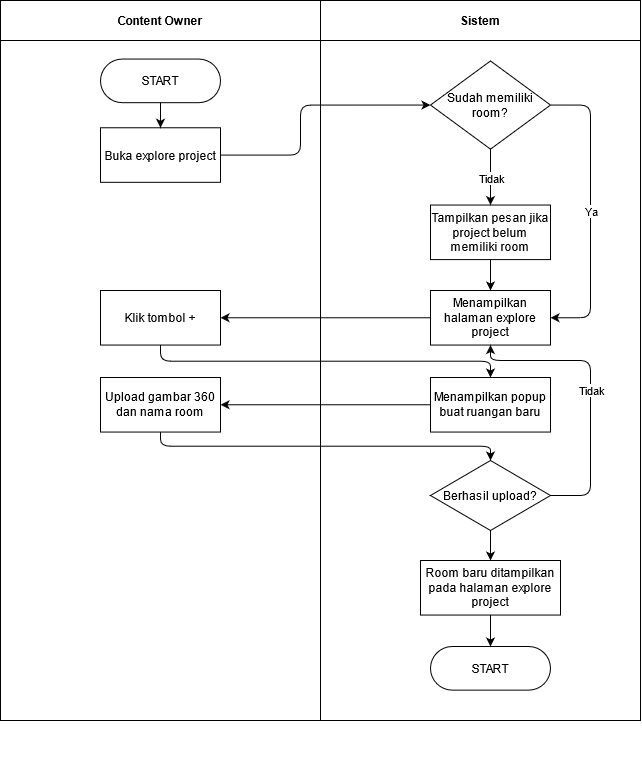 Content Owner
Sistem
START
Buka explore project
Sudah memiliki
room?
Tidak
Ya
Tampilkan pesan jika
project belum
memiliki room
Menampilkan
halaman explore
project
Klik tombol +
Menampilkan popup
buat ruangan baru
Upload gambar 360
dan nama room
Tidak
Berhasil upload?
Room baru ditampilkan
pada halaman explore
project
START